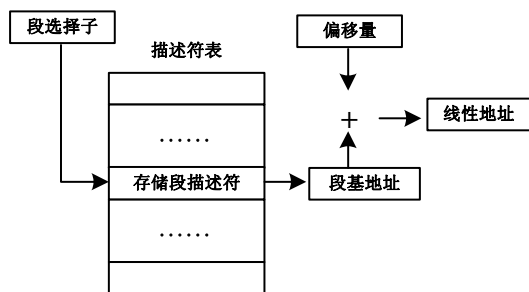 段选择子
偏移量
描述符表
线性地址
+
……
存储段描述符
段基地址
……